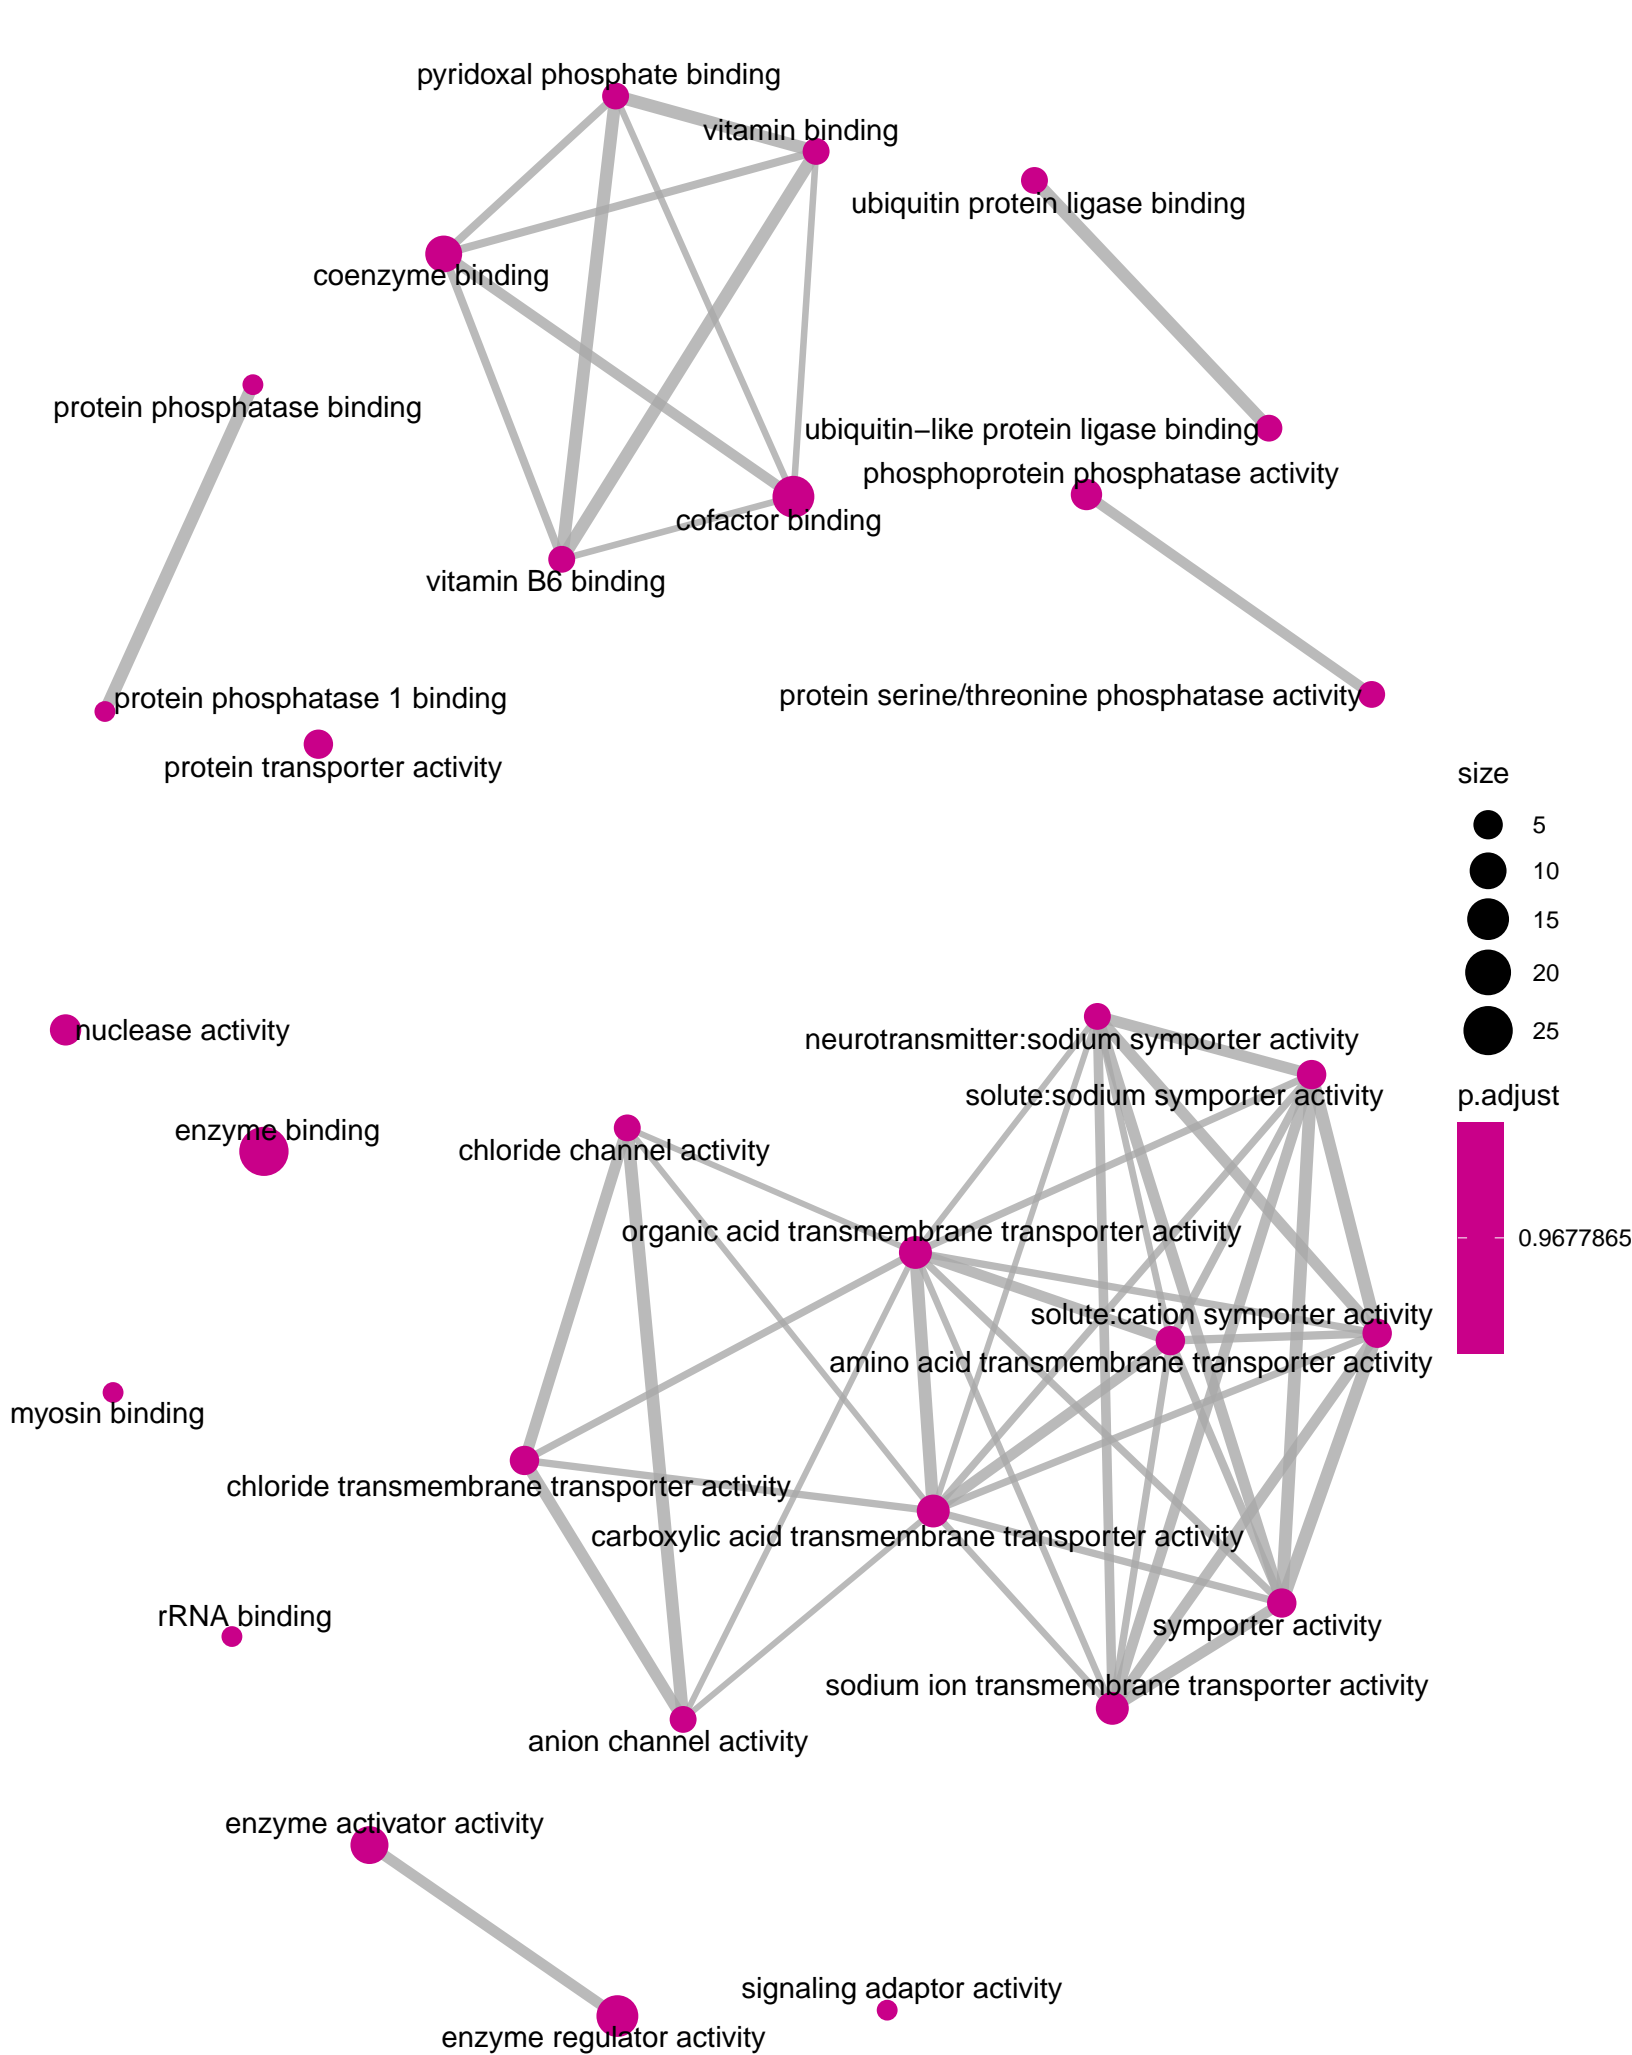 pyridoxal phosphate binding
vitamin binding
ubiquitin protein ligase binding
coenzyme binding
protein phosphatase binding
ubiquitin−like protein ligase binding
phosphoprotein phosphatase activity
cofactor binding
vitamin B6 binding
protein phosphatase 1 binding
protein serine/threonine phosphatase activity
protein transporter activity
size
5
10
15
20
25
nuclease activity
neurotransmitter:sodium symporter activity
solute:sodium symporter activity
p.adjust
0.9677865
enzyme binding
chloride channel activity
organic acid transmembrane transporter activity
solute:cation symporter activity
amino acid transmembrane transporter activity
myosin binding
chloride transmembrane transporter activity
carboxylic acid transmembrane transporter activity
rRNA binding
symporter activity
sodium ion transmembrane transporter activity
anion channel activity
enzyme activator activity
signaling adaptor activity
enzyme regulator activity